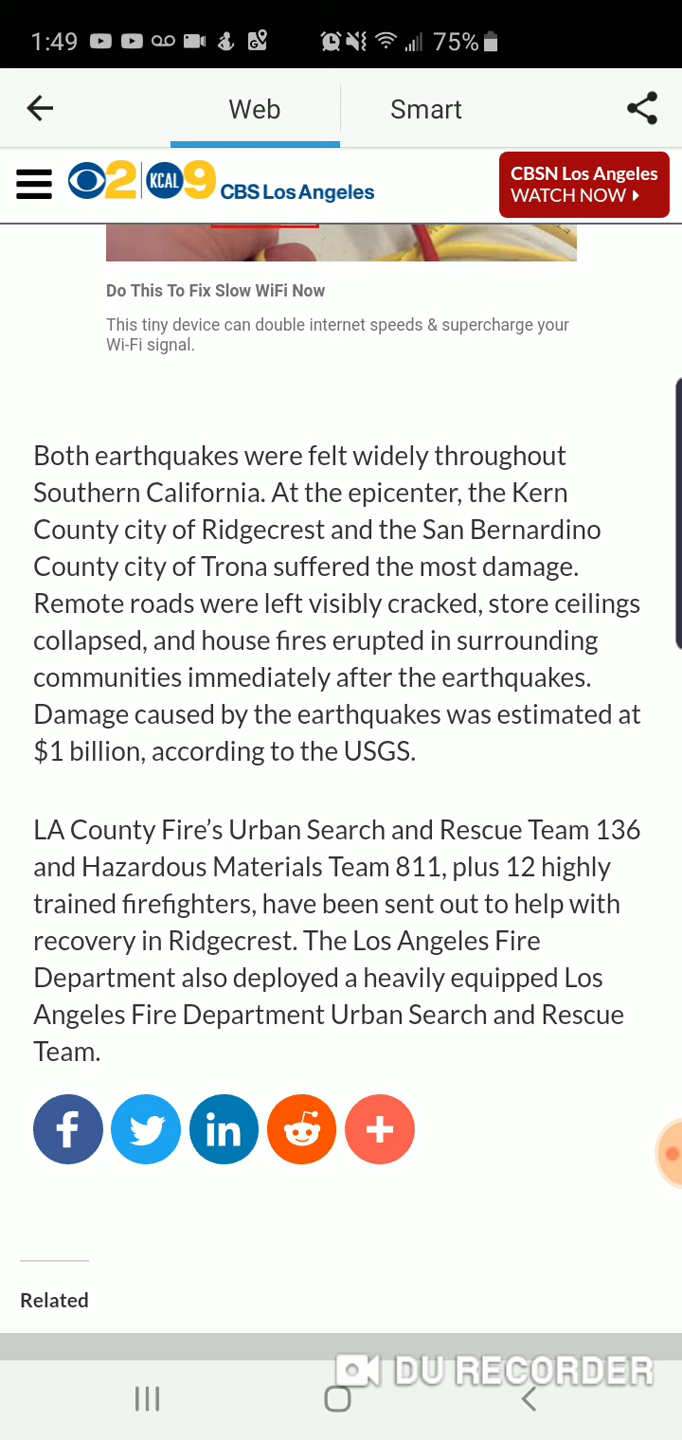 1:49 75%
Web Smart
2 KCAL 9 CBS Los Angeles
CBSN Los Angeles
WATCH NOW
Do This To Fix Slow WiFi Now
This tiny device can double internet speeds & supercharge your
Wi-Fi signal.
Both earthquakes were felt widely throughout
Southern California. At the epicenter, the Kern
County city of Ridgecrest and the San Bernardino
County city of Trona suffered the most damage.
Remote roads were left visibly cracked, store ceilings
collapsed, and house fires erupted in surrounding
communities immediately after the earthquakes.
Damage caused by the earthquakes was estimated at
$1 billion, according to the USGS.
LA County Fire’s Urban Search and Rescue Team 136
and Hazardous Materials Team 811, plus 12 highly
trained firefighters, have been sent out to help with
recovery in Ridgecrest. The Los Angeles Fire
Department also deployed a heavily equipped Los
Angeles Fire Department Urban Search and Rescue
Team.
f in +
Related
DU RECORDER